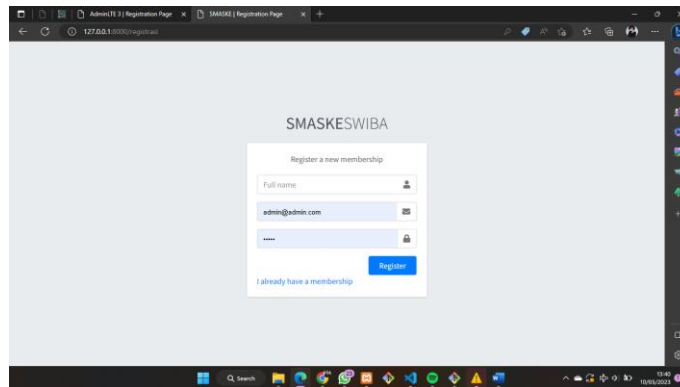 AdminLTE 3 | Registration Page
SMASKE | Registration Page
127.0.0.1:8000/registrasi
SMASKESWIBA
Register a new membership
Full name
admin@admin.com
•••••
Register
I already have a membership
Search
13:40
10/05/2023